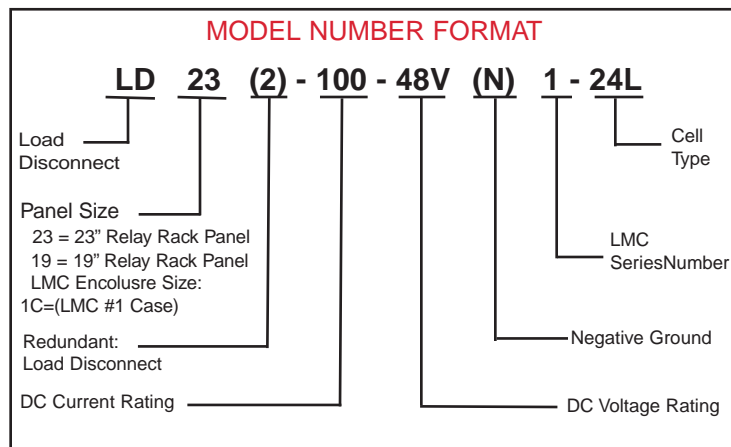 MODEL NUMBER FORMAT
LD 23 (2) - 100 - 48V (N) 1 - 24L
Load
Disconnect
Cell
Type
Panel Size
23 = 23” Relay Rack Panel
19 = 19” Relay Rack Panel
LMC Encolusre Size:
1C=(LMC #1 Case)
LMC
SeriesNumber
Redundant:
Load Disconnect
Negative Ground
DC Current Rating
DC Voltage Rating